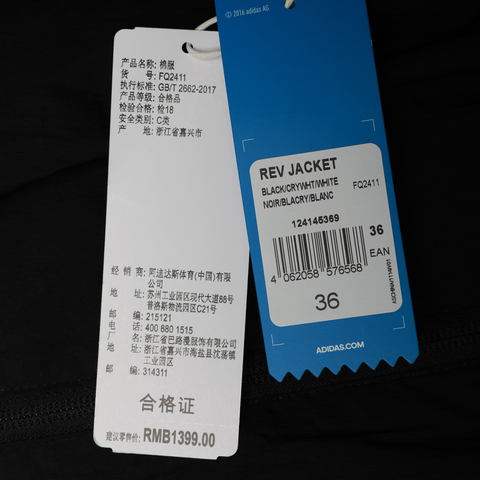 产品名称: 棉服
货 号: FQ2411
执行标准: GB/T 2662-2017
产品等级: 合格品
检验合格: 检18
安全类别: C类
产 地: 浙江省嘉兴市
经 销 商: 阿迪达斯体育(中国)有限
公司
地 址: 苏州工业园区现代大道88号
普洛斯物流园区C21号
邮 编: 215121
电 话: 400 880 1515
厂 名: 浙江省巴路漫服饰有限公司
地 址: 浙江省嘉兴市海盐县沈荡镇
工业园区
邮 编: 314311
合格证
建议零售价: RMB1399.00
©2016 adidas AG
REV JACKET
BLACK/CRYWHT/WHITE
NOIR/BLACRY/BLANC
FQ2411
124145369
36
EAN
4 062058 576568
36
ADIDAS.COM